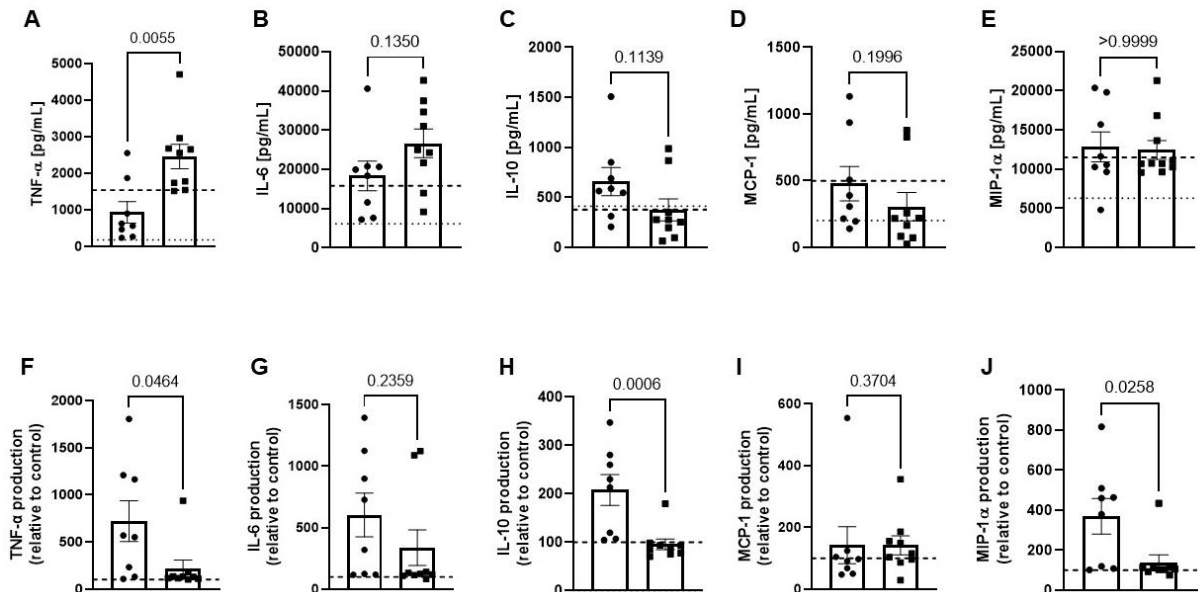 A
B
C
D
E
0.0055
0.1350
0.1139
0.1996
>0.9999
TNF-α [pg/mL]
5000
4000
3000
2000
1000
0
IL-6 [pg/mL]
50000
40000
30000
20000
10000
0
IL-10 [pg/mL]
2000
1500
1000
500
0
MCP-1 [pg/mL]
1500
1000
500
0
MIP-1α [pg/mL]
25000
20000
15000
10000
5000
0
F
G
H
I
J
0.0464
0.2359
0.0006
0.3704
0.0258
TNF-α production
(relative to control)
2000
1500
1000
500
0
IL-6 production
(relative to control)
1500
1000
500
0
IL-10 production
(relative to control)
400
300
200
100
0
MCP-1 production
(relative to control)
600
400
200
100
0
MIP-1α production
(relative to control)
1000
800
600
400
200
100
0